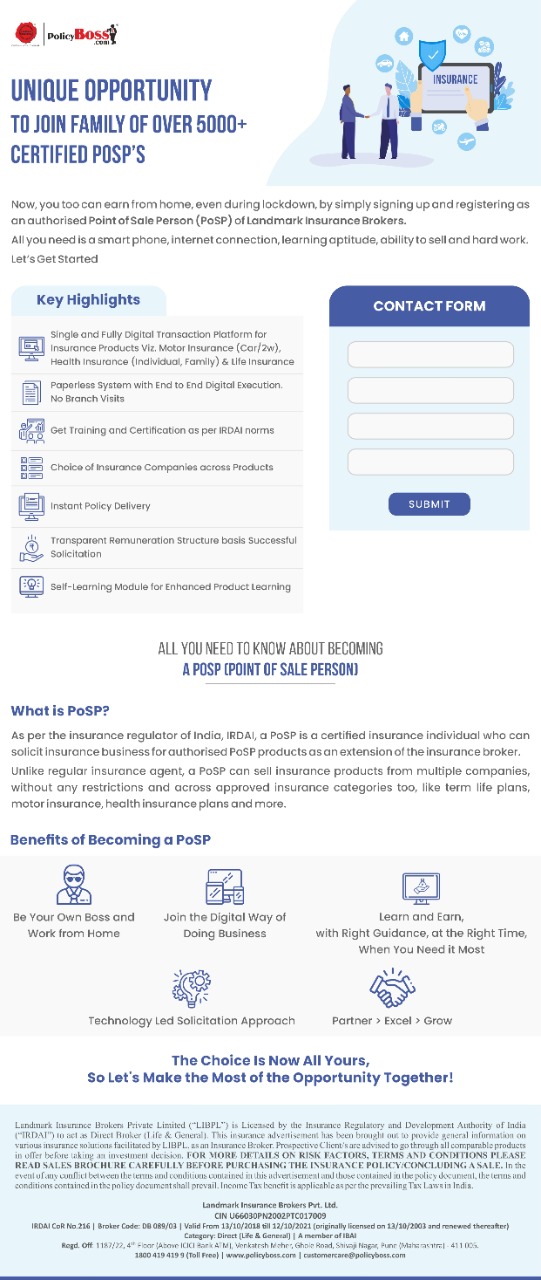 PolicyBoss
.com
UNIQUE OPPORTUNITY
TO JOIN FAMILY OF OVER 5000+
CERTIFIED POSP'S
INSURANCE
Now, you too can earn from home, even during lockdown, by simply signing up and registering as
an authorised Point of Sale Person (PoSP) of Landmark Insurance Brokers.
All you need is a smart phone, internet connection, learning aptitude, ability to sell and hard work.
Let's Get Started
Key Highlights
Single and Fully Digital Transaction Platform for
Insurance Products Viz. Motor Insurance (Car/2w),
Health Insurance (Individual, Family) & Life Insurance
Paperless System with End to End Digital Execution.
No Branch Visits
Get Training and Certification as per IRDAI norms
Choice of Insurance Companies across Products
Instant Policy Delivery
Transparent Remuneration Structure basis Successful
Solicitation
Self-Learning Module for Enhanced Product Learning
CONTACT FORM
SUBMIT
ALL YOU NEED TO KNOW ABOUT BECOMING
A POSP (POINT OF SALE PERSON)
What is PoSP?
As per the insurance regulator of India, IRDAI, a PoSP is a certified insurance individual who can
solicit insurance business for authorised PoSP products as an extension of the insurance broker.
Unlike regular insurance agent, a PoSP can sell insurance products from multiple companies,
without any restrictions and across approved insurance categories too, like term life plans,
motor insurance, health insurance plans and more.
Benefits of Becoming a PoSP
Be Your Own Boss and
Work from Home
Join the Digital Way of
Doing Business
Learn and Earn,
with Right Guidance, at the Right Time,
When You Need it Most
Technology Led Solicitation Approach
Partner > Excel > Grow
The Choice Is Now All Yours,
So Let's Make the Most of the Opportunity Together!
Landmark Insurance Brokers Private Limited ("LIBPL") is Licensed by the Insurance Regulatory and Development Authority of India
("IRDAI") to act as Direct Broker (Life & General). This insurance advertisement has been brought out to provide general information on
various insurance solutions facilitated by LIBPL, as an Insurance Broker. Prospective Client's are advised to go through all comparable products
in offer before taking an investment decision. FOR MORE DETAILS ON RISK FACTORS, TERMS AND CONDITIONS PLEASE
READ SALES BROCHURE CAREFULLY BEFORE PURCHASING THE INSURANCE POLICY/CONCLUDING A SALE. In the
event of any conflict between the terms and conditions contained in this advertisement and those contained in the policy document, the terms and
conditions contained in the policy document shall prevail. Income Tax benefit is applicable as per the prevailing Tax Laws in India.
Landmark Insurance Brokers Pvt. Ltd.
CIN U66030PN2002PTC017009
IRDAI CoR No.216 | Broker Code: DB 089/03 | Valid From 13/10/2018 till 12/10/2021 (originally licensed on 13/10/2003 and renewed thereafter)
Category: Direct (Life & General) | A member of IBAI
Regd. Off: 1187/22, 4th Floor (Above ICICI Bank ATM), Venkatesh Meher, Ghole Road, Shivaji Nagar, Pune (Maharashtra) - 411 005.
1800 419 419 9 (Toll Free) | www.policyboss.com | customercare@policyboss.com